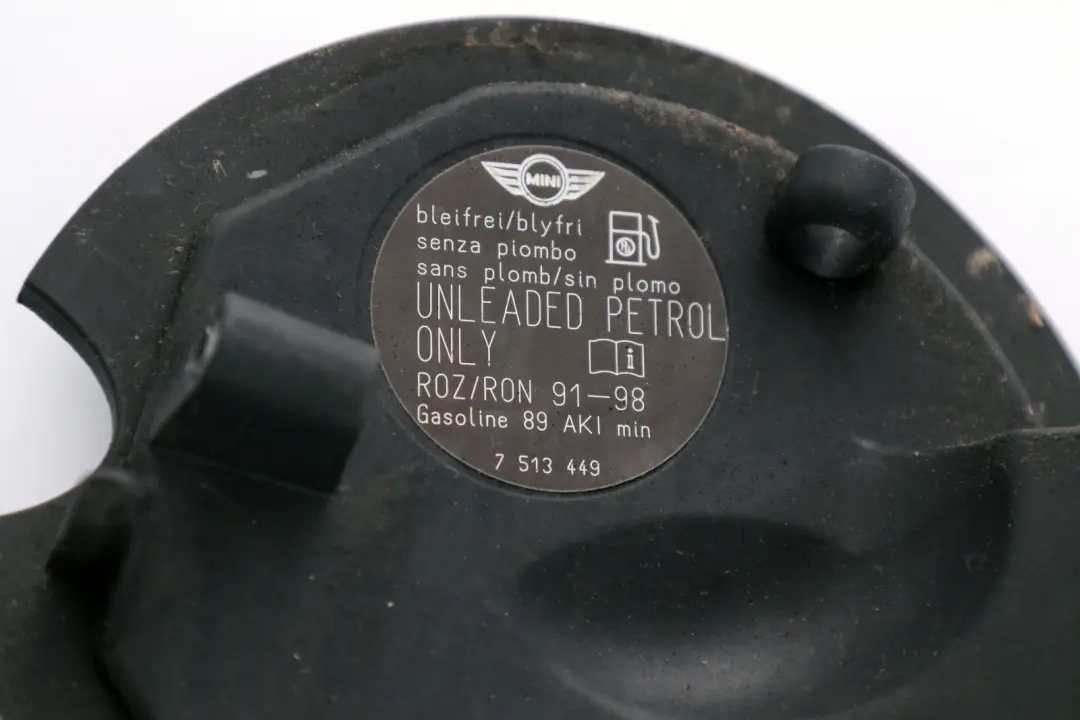 MINI
bleifrei/blyfri
senza piombo
sans plomb/sin plomo
UNLEADED PETROL
ONLY
ROZ/RON 91-98
Gasoline 89 AKI min
7 513 449